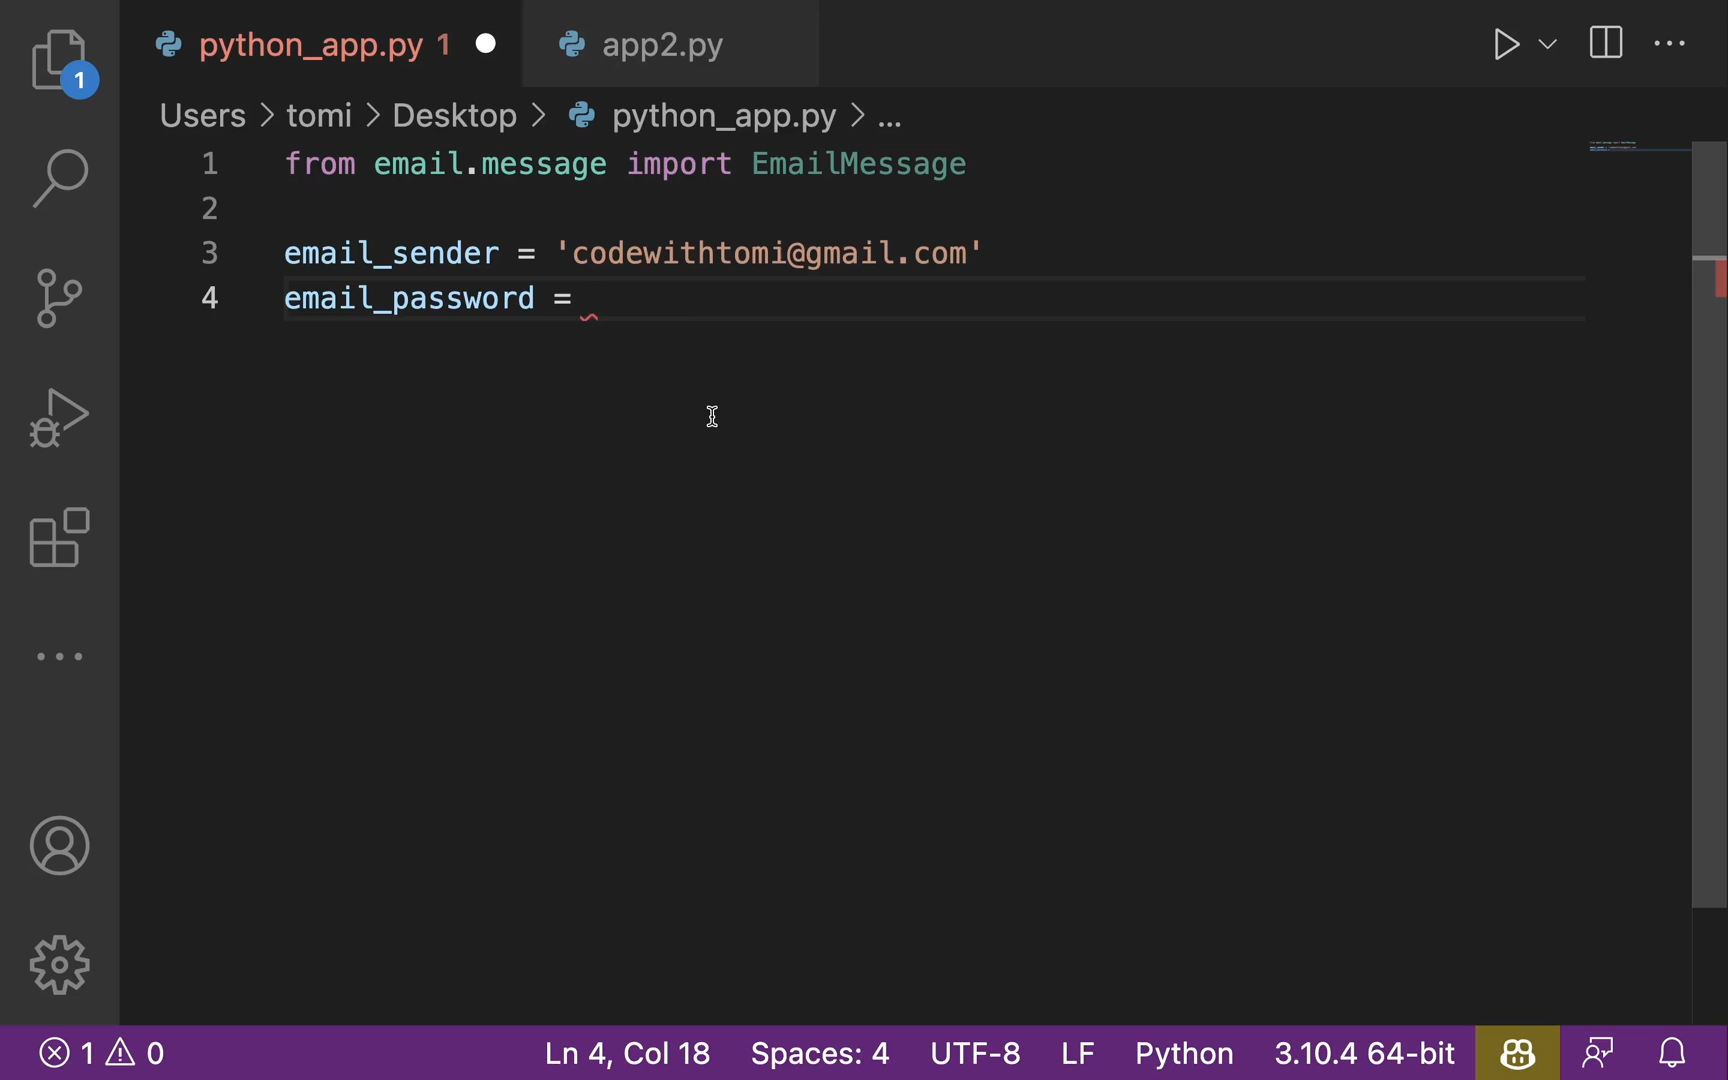 python_app.py 1
app2.py
1
Users > tomi > Desktop > python_app.py > ...
1 from email.message import EmailMessage
2
3 email_sender = 'codewithtomi@gmail.com'
4 email_password =
1 0 Ln 4, Col 18 Spaces: 4 UTF-8 LF Python 3.10.4 64-bit